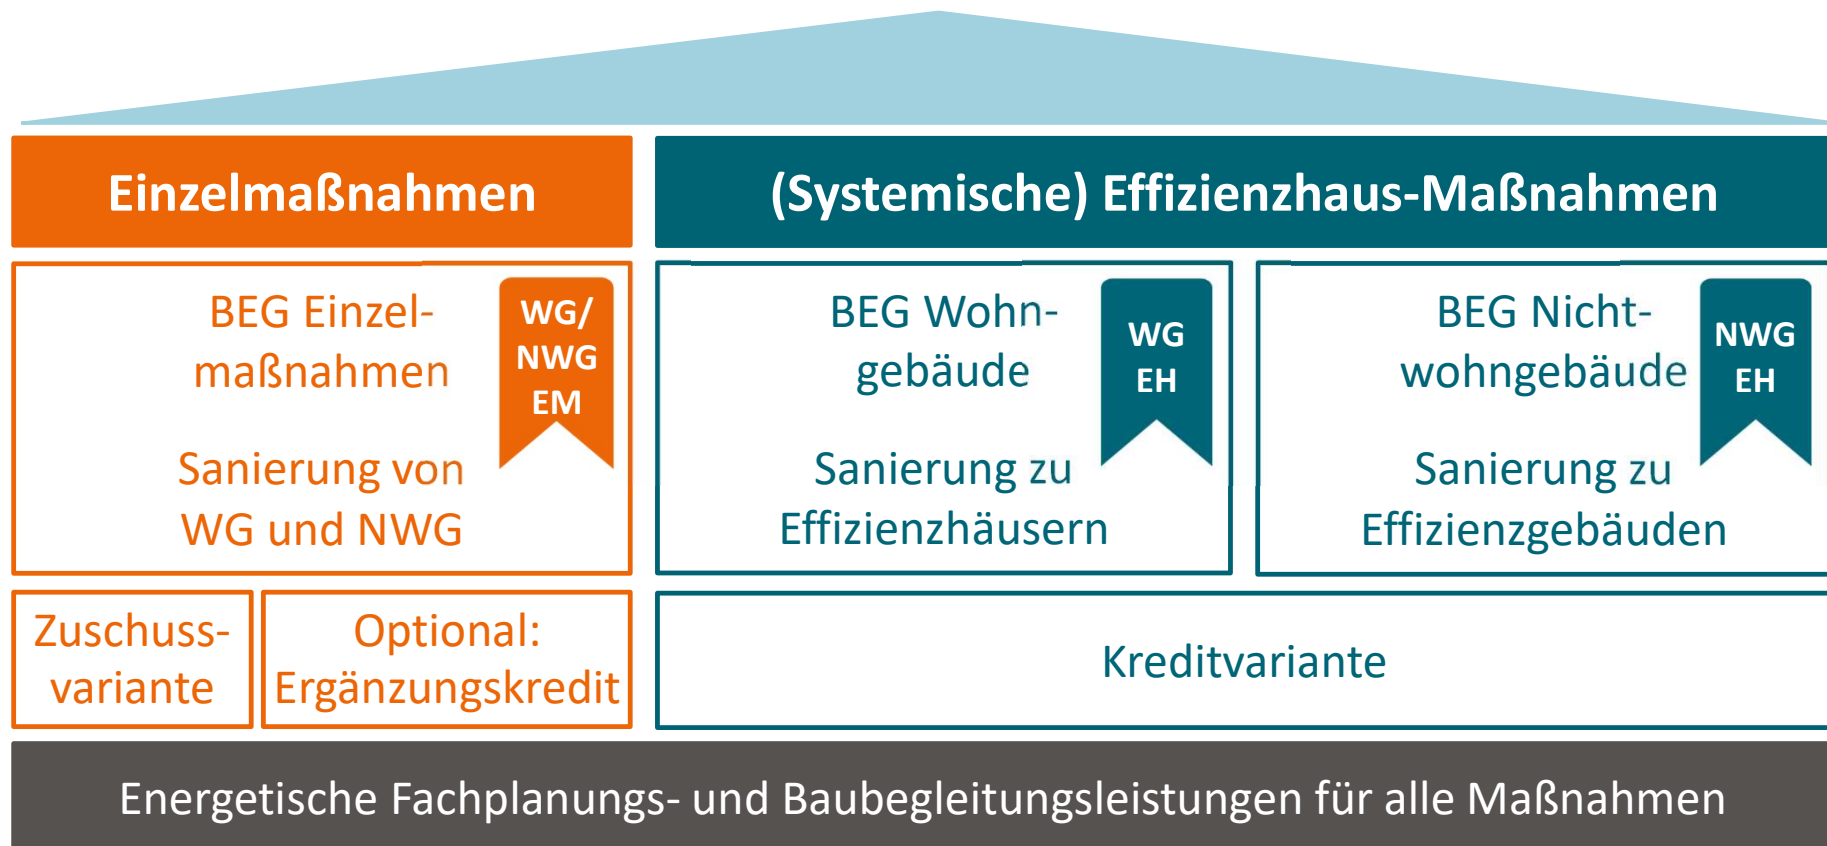 Einzelmaßnahmen
(Systemische) Effizienzhaus-Maßnahmen
BEG Einzel-
maßnahmen
WG/
NWG
EM
Sanierung von
WG und NWG
BEG Wohn-
gebäude
WG
EH
Sanierung zu
Effizienzhäusern
BEG Nicht-
wohngebäude
NWG
EH
Sanierung zu
Effizienzgebäuden
Zuschuss-
variante
Optional:
Ergänzungskredit
Kreditvariante
Energetische Fachplanungs- und Baubegleitungsleistungen für alle Maßnahmen